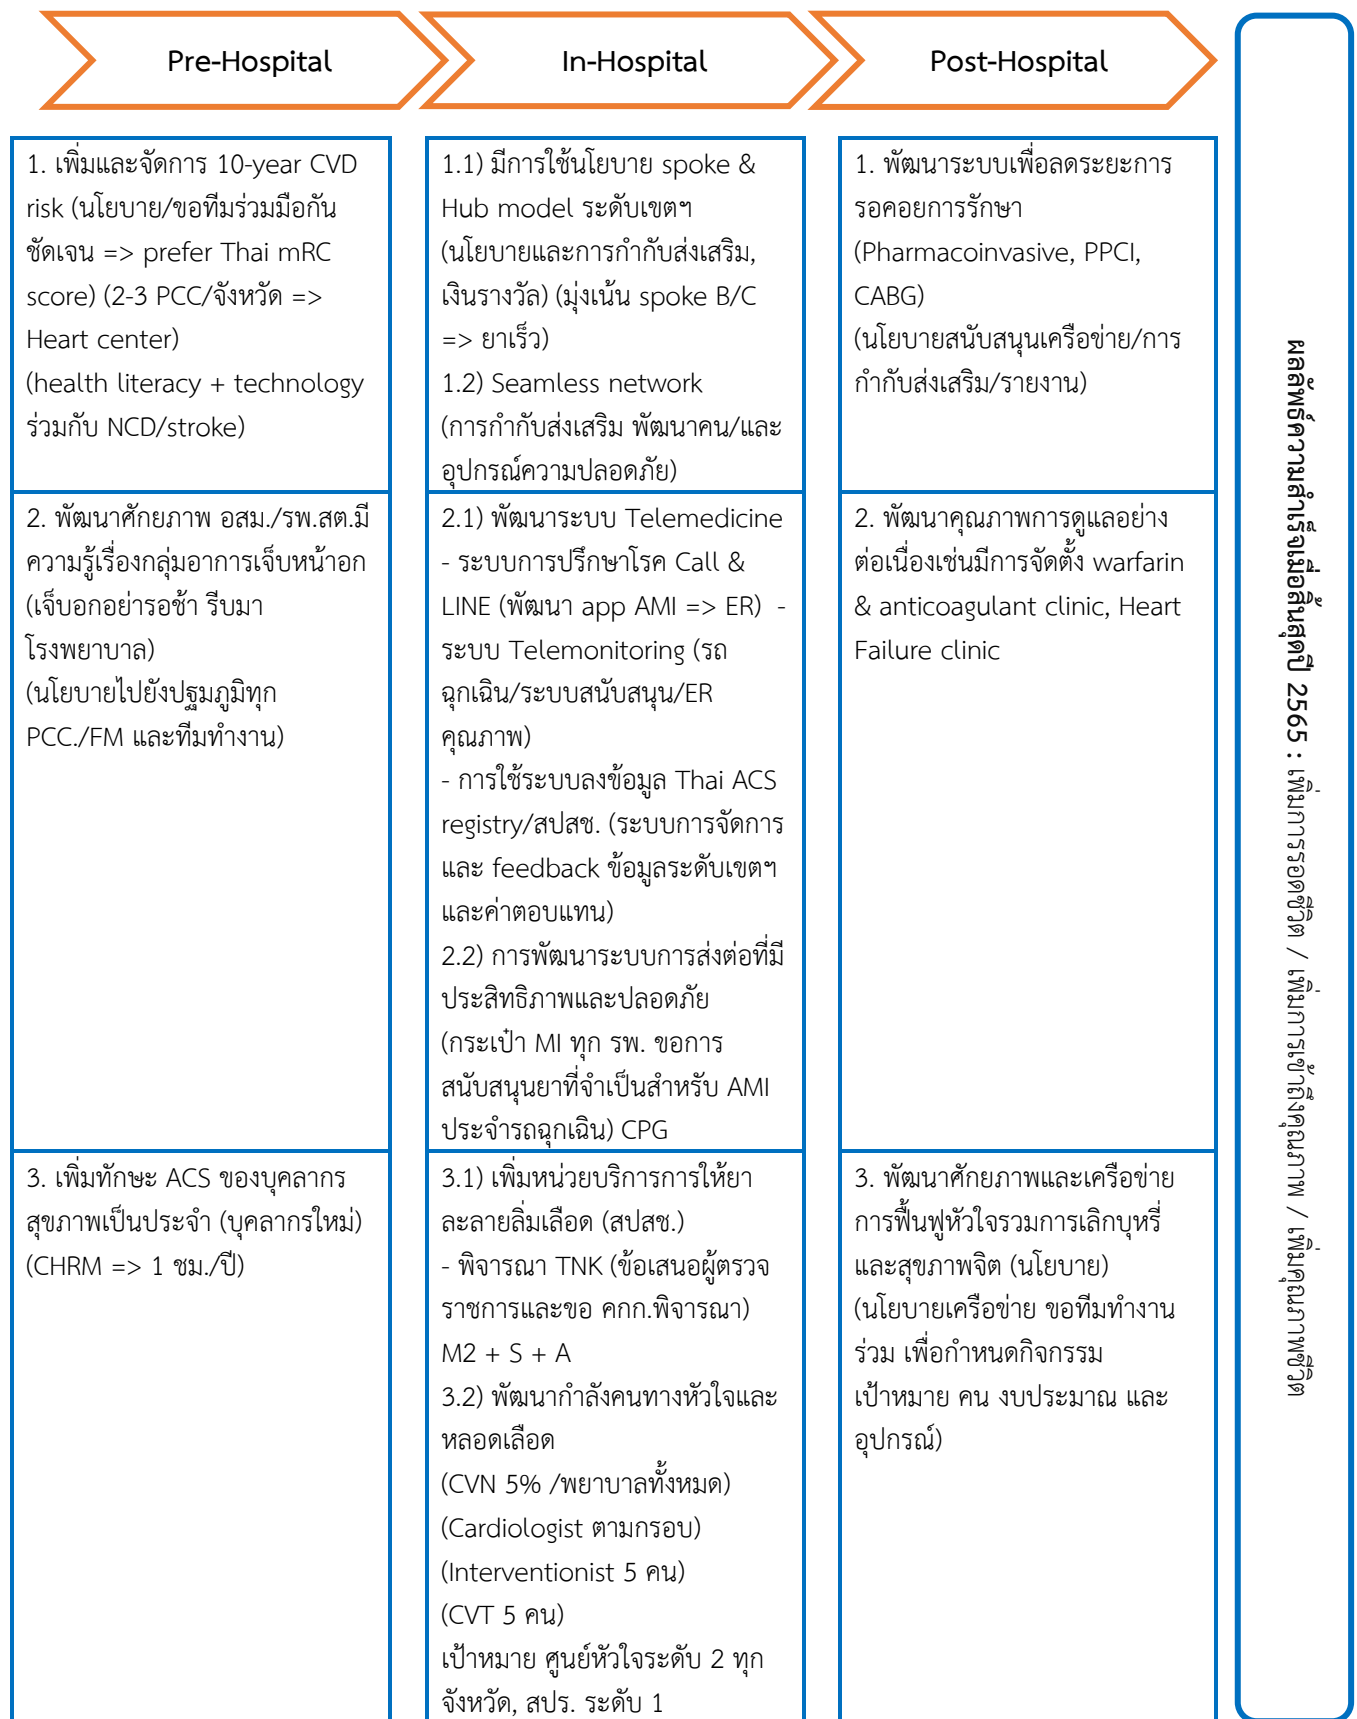 Pre-Hospital
In-Hospital
Post-Hospital
1. เพิ่มและจัดการ 10-year CVD
risk (นโยบาย/ขอทีมร่วมมือกัน
ชัดเจน => prefer Thai mRC
score) (2-3 PCC/จังหวัด =>
Heart center)
(health literacy + technology
ร่วมกับ NCD/stroke)
1.1) มีการใช้นโยบาย spoke &
Hub model ระดับเขตฯ
(นโยบายและการกำกับส่งเสริม,
เงินรางวัล) (มุ่งเน้น spoke B/C
=> ยาเร็ว)
1.2) Seamless network
(การกำกับส่งเสริม พัฒนาคน/และ
อุปกรณ์ความปลอดภัย)
1. พัฒนาระบบเพื่อลดระยะการ
รอคอยการรักษา
(Pharmacoinvasive, PPCI,
CABG)
(นโยบายสนับสนุนเครือข่าย/การ
กำกับส่งเสริม/รายงาน)
2. พัฒนาศักยภาพ อสม./รพ.สต.มี
ความรู้เรื่องกลุ่มอาการเจ็บหน้าอก
(เจ็บอกอย่ารอช้า รีบมา
โรงพยาบาล)
(นโยบายไปยังปฐมภูมิทุก
PCC./FM และทีมทำงาน)
2.1) พัฒนาระบบ Telemedicine
- ระบบการปรึกษาโรค Call &
LINE (พัฒนา app AMI => ER) -
ระบบ Telemonitoring (รถ
ฉุกเฉิน/ระบบสนับสนุน/ER
คุณภาพ)
- การใช้ระบบลงข้อมูล Thai ACS
registry/สปสช. (ระบบการจัดการ
และ feedback ข้อมูลระดับเขตฯ
และค่าตอบแทน)
2.2) การพัฒนาระบบการส่งต่อที่มี
ประสิทธิภาพและปลอดภัย
(กระเป๋า MI ทุก รพ. ขอการ
สนับสนุนยาที่จำเป็นสำหรับ AMI
ประจำรถฉุกเฉิน) CPG
2. พัฒนาคุณภาพการดูแลอย่าง
ต่อเนื่องเช่นมีการจัดตั้ง warfarin
& anticoagulant clinic, Heart
Failure clinic
3. เพิ่มทักษะ ACS ของบุคลากร
สุขภาพเป็นประจำ (บุคลากรใหม่)
(CHRM => 1 ชม./ปี)
3.1) เพิ่มหน่วยบริการการให้ยา
ละลายลิ่มเลือด (สปสช.)
- พิจารณา TNK (ข้อเสนอผู้ตรวจ
ราชการและขอ คกก.พิจารณา)
M2 + S + A
3.2) พัฒนากำลังคนทางหัวใจและ
หลอดเลือด
(CVN 5% /พยาบาลทั้งหมด)
(Cardiologist ตามกรอบ)
(Interventionist 5 คน)
(CVT 5 คน)
เป้าหมาย ศูนย์หัวใจระดับ 2 ทุก
จังหวัด, สปร. ระดับ 1
3. พัฒนาศักยภาพและเครือข่าย
การฟื้นฟูหัวใจรวมการเลิกบุหรี่
และสุขภาพจิต (นโยบาย)
(นโยบายเครือข่าย ขอทีมทำงาน
ร่วม เพื่อกำหนดกิจกรรม
เป้าหมาย คน งบประมาณ และ
อุปกรณ์)
ผลลัพธ์ความสำเร็จเมื่อสิ้นสุดปี 2565 : เพิ่มการรอดชีวิต / เพิ่มการเข้าถึงคุณภาพ / เพิ่มคุณภาพชีวิต